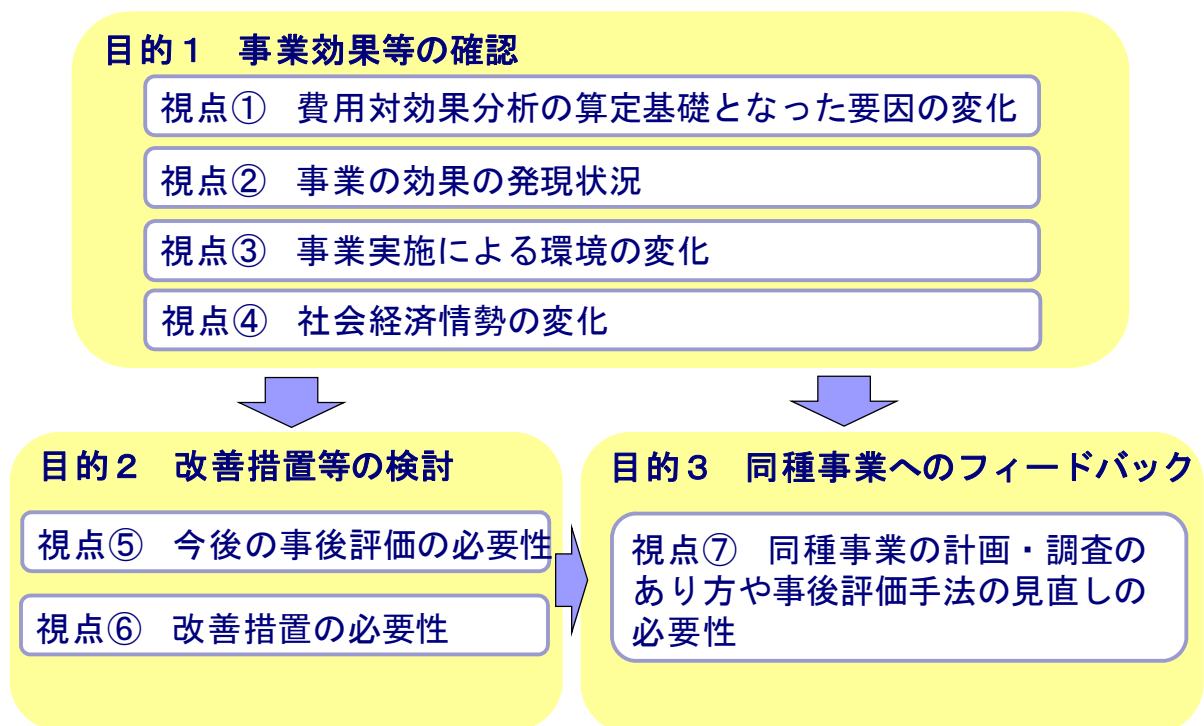 目的１　事業効果等の確認
視点①　費用対効果分析の算定基礎となった要因の変化
視点②　事業の効果の発現状況
視点③　事業実施による環境の変化
視点④　社会経済情勢の変化
目的２　改善措置等の検討
視点⑤　今後の事後評価の必要性
視点⑥　改善措置の必要性
目的３　同種事業へのフィードバック
視点⑦　同種事業の計画・調査の
あり方や事後評価手法の見直しの
必要性